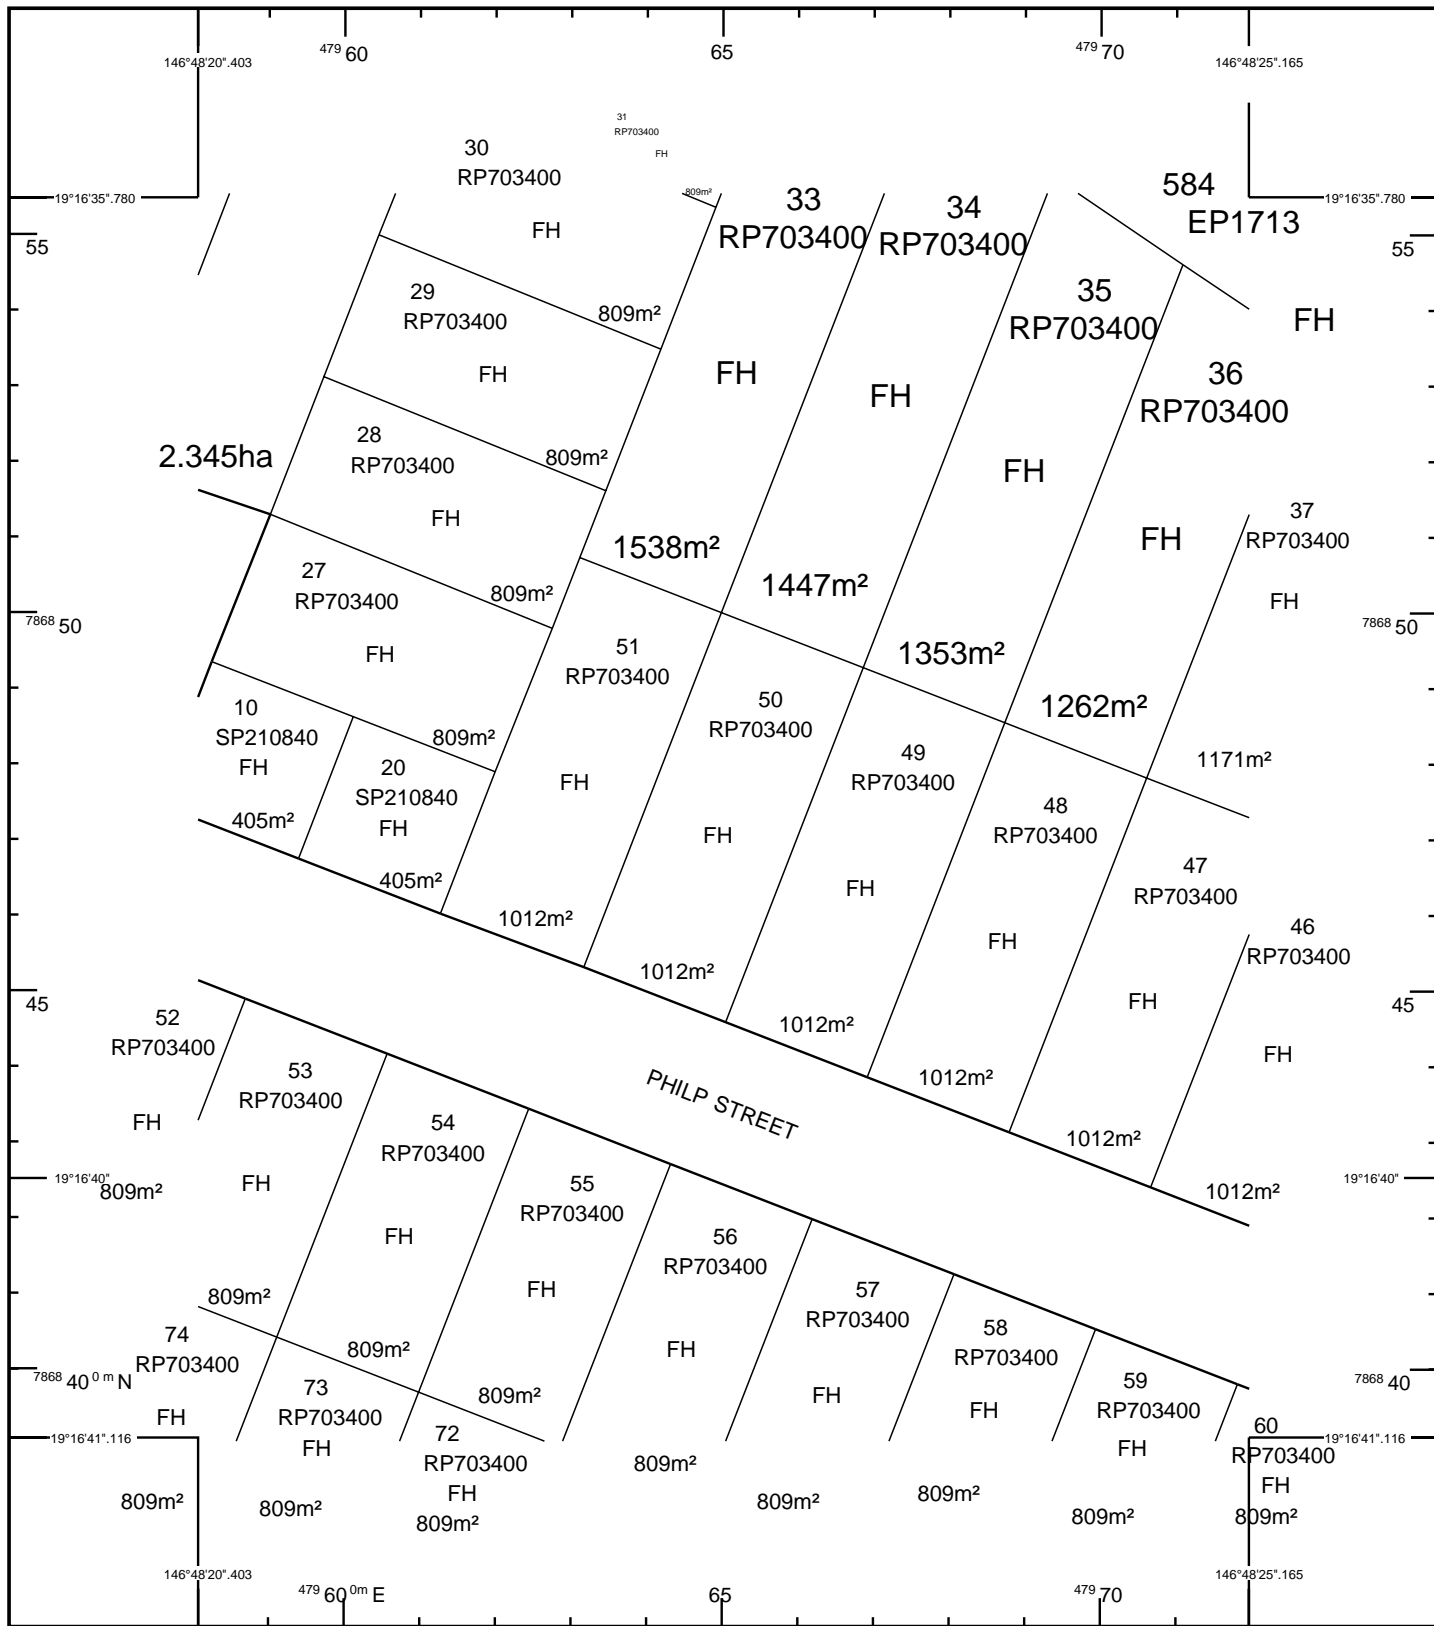 479 60
65
479 70
146°48'20".403
146°48'25".165
31
RP703400
FH
809m²
30
RP703400
FH
809m²
33
RP703400
FH
1538m²
34
RP703400
FH
1447m²
584
EP1713
FH
19°16'35".780
19°16'35".780
55
55
29
RP703400
FH
809m²
35
RP703400
FH
1353m²
36
RP703400
FH
1262m²
28
RP703400
FH
809m²
2.345ha
37
RP703400
FH
1171m²
27
RP703400
FH
809m²
7868 50
7868 50
51
RP703400
FH
1012m²
50
RP703400
FH
1012m²
10
SP210840
FH
405m²
20
SP210840
FH
405m²
49
RP703400
FH
1012m²
48
RP703400
FH
1012m²
47
RP703400
FH
1012m²
46
RP703400
FH
1012m²
45
45
52
RP703400
FH
809m²
53
RP703400
FH
809m²
PHILP STREET
54
RP703400
FH
809m²
19°16'40"
19°16'40"
55
RP703400
FH
809m²
56
RP703400
FH
809m²
57
RP703400
FH
809m²
58
RP703400
FH
809m²
59
RP703400
FH
809m²
60
RP703400
FH
809m²
74
RP703400
FH
809m²
73
RP703400
FH
809m²
72
RP703400
FH
809m²
7868 40 0 m N
7868 40
19°16'41".116
19°16'41".116
146°48'20".403
146°48'25".165
479 60 0m E
65
479 70